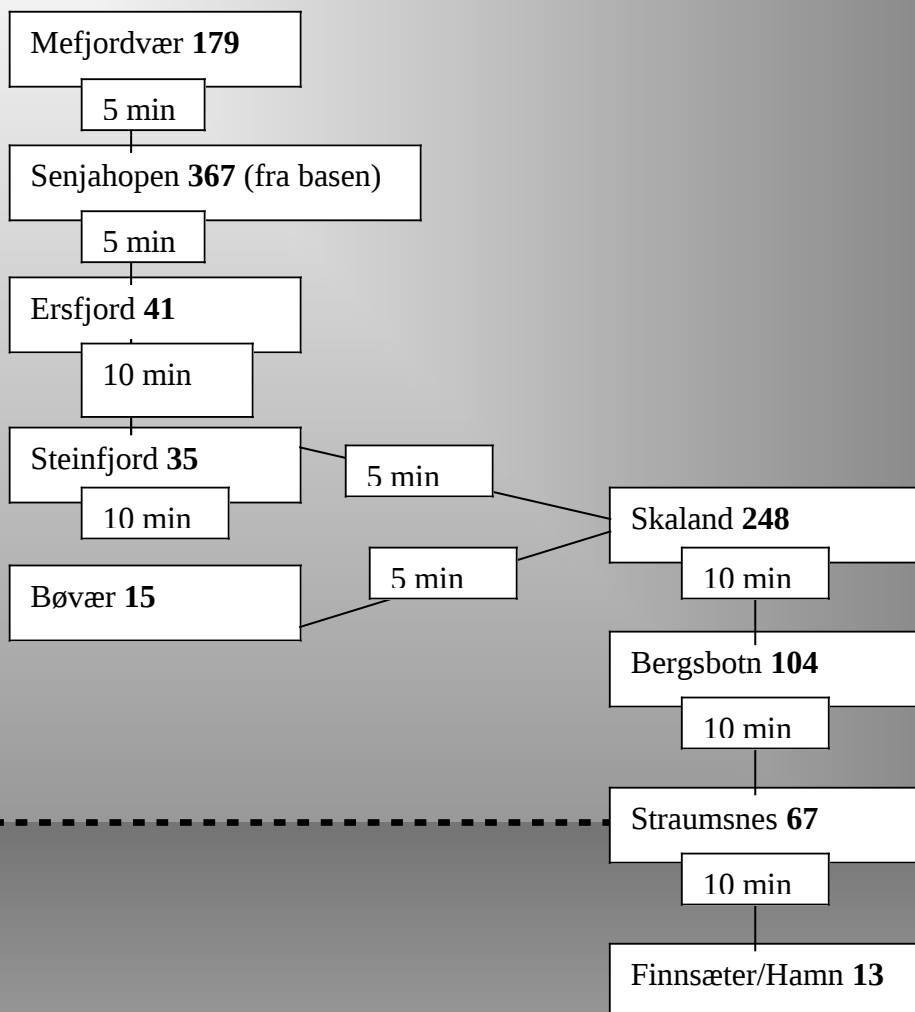 Mefjordvær 179
5 min
Senjahopen 367 (fra basen)
5 min
Ersfjord 41
10 min
Steinfjord 35
5 min
10 min
Skaland 248
5 min
10 min
Bøvær 15
Bergsbotn 104
10 min
Straumsnes 67
10 min
Finnsæter/Hamn 13